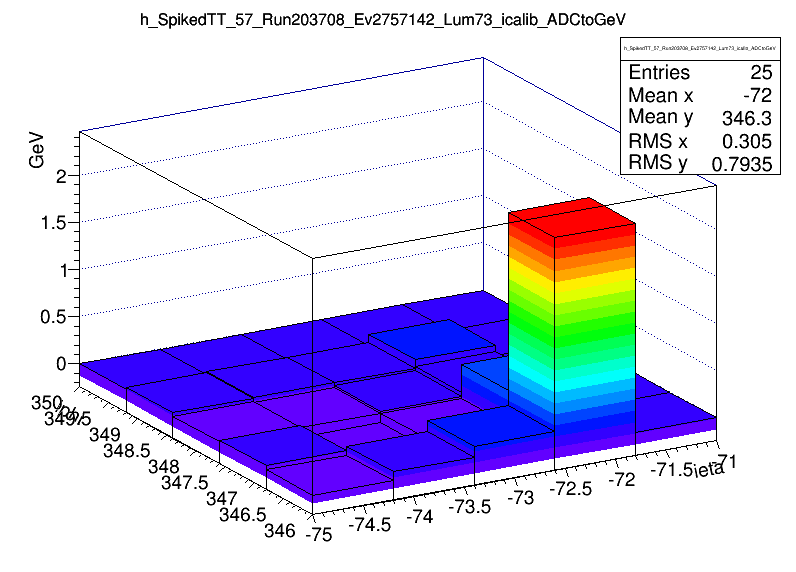 h_SpikedTT_57_Run203708_Ev2757142_Lum73_icalib_ADCtoGeV
h_SpikedTT_57_Run203708_Ev2757142_Lum73_icalib_ADCtoGeV
Entries 25
Mean x -72
Mean y 346.3
RMS x 0.305
RMS y 0.7935
GeV
2
1.5
1
0.5
0
350
349.5
349
348.5
348
347.5
347
346.5
346
-75
-74.5
-74
-73.5
-73
-72.5
-72
-71.5
ieta
-71